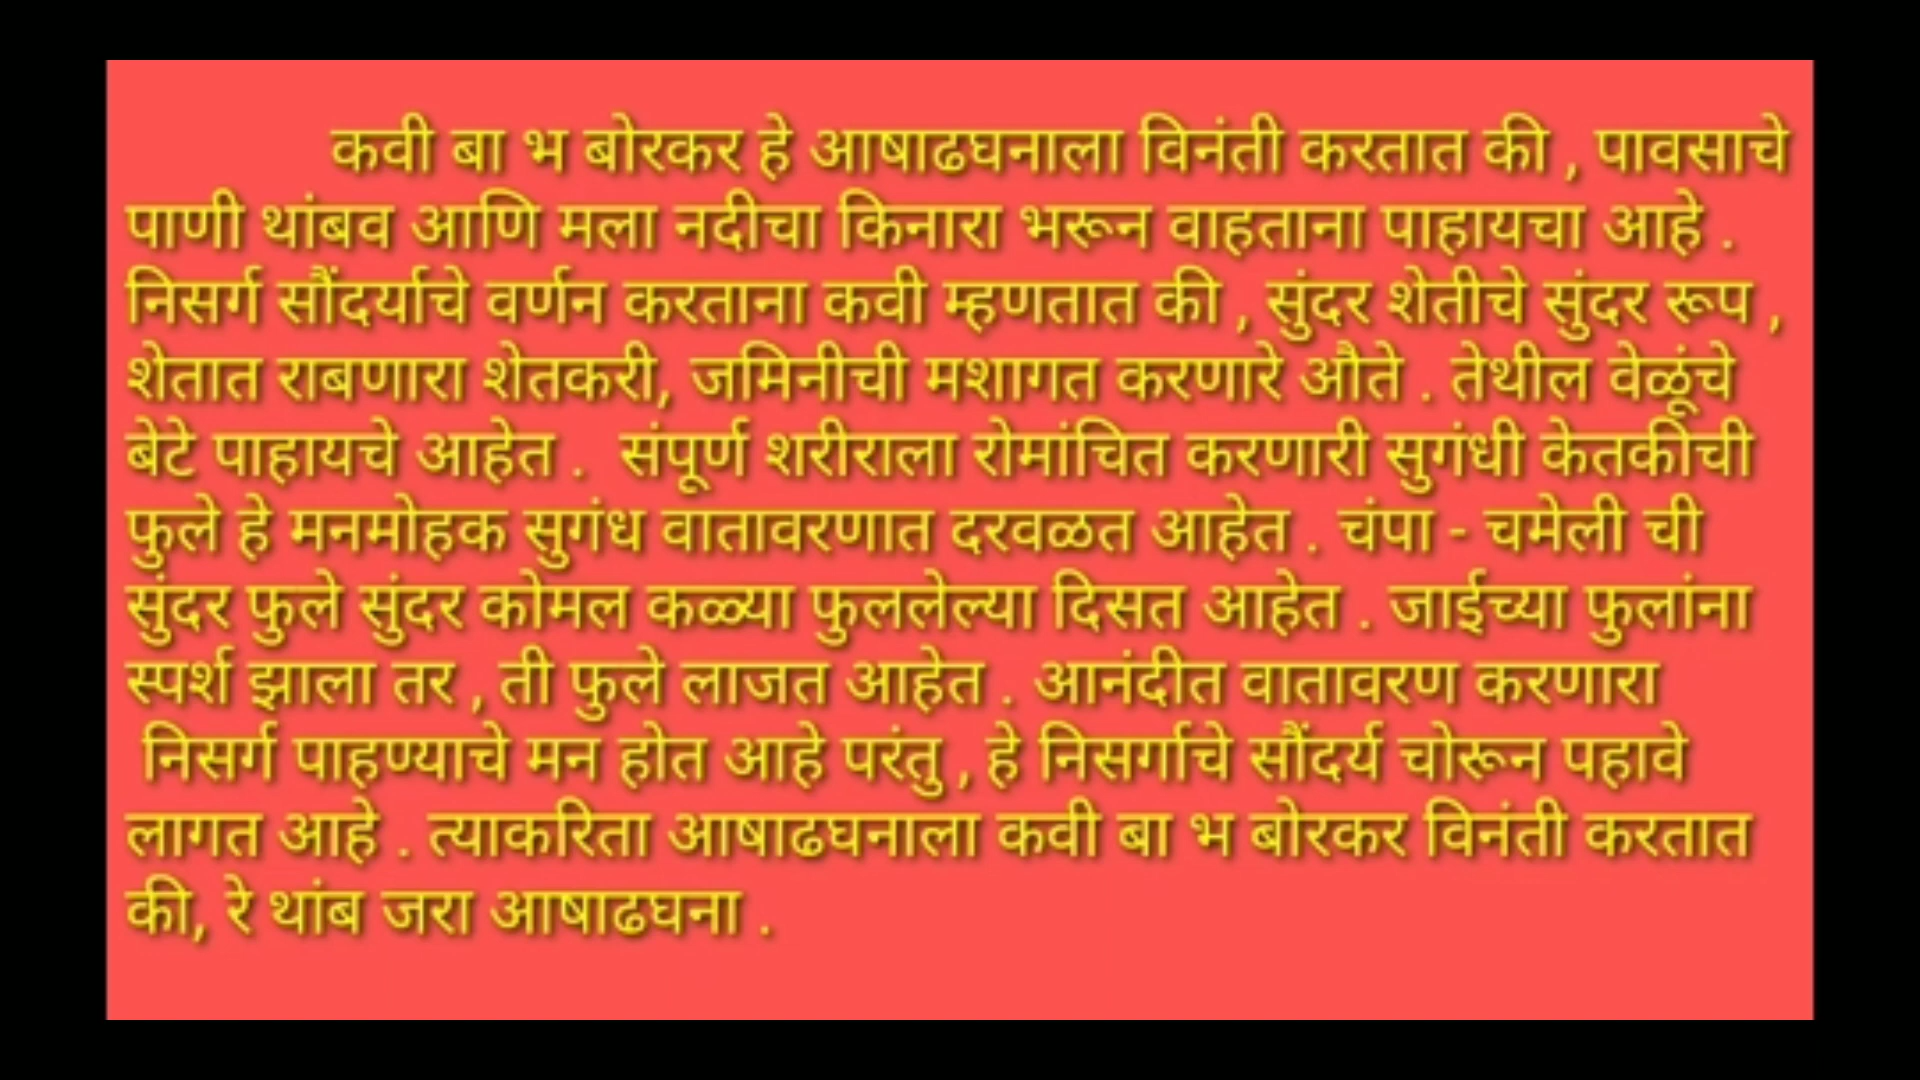 कवी बा भ बोरकर हे आषाढघनाला विनंती करतात की , पावसाचे
पाणी थांबव आणि मला नदीचा किनारा भरून वाहताना पाहायचा आहे .
निसर्ग सौंदर्याचे वर्णन करताना कवी म्हणतात की , सुंदर शेतीचे सुंदर रूप ,
शेतात राबणारा शेतकरी, जमिनीची मशागत करणारे औते . तेथील वेळूंचे
बेटे पाहायचे आहेत . संपूर्ण शरीराला रोमांचित करणारी सुगंधी केतकीची
फुले हे मनमोहक सुगंध वातावरणात दरवळत आहेत . चंपा - चमेली ची
सुंदर फुले सुंदर कोमल कळ्या फुललेल्या दिसत आहेत . जाईच्या फुलांना
स्पर्श झाला तर , ती फुले लाजत आहेत . आनंदीत वातावरण करणारा
निसर्ग पाहण्याचे मन होत आहे परंतु , हे निसर्गाचे सौंदर्य चोरून पहावे
लागत आहे . त्याकरिता आषाढघनाला कवी बा भ बोरकर विनंती करतात
की, रे थांब जरा आषाढघना .